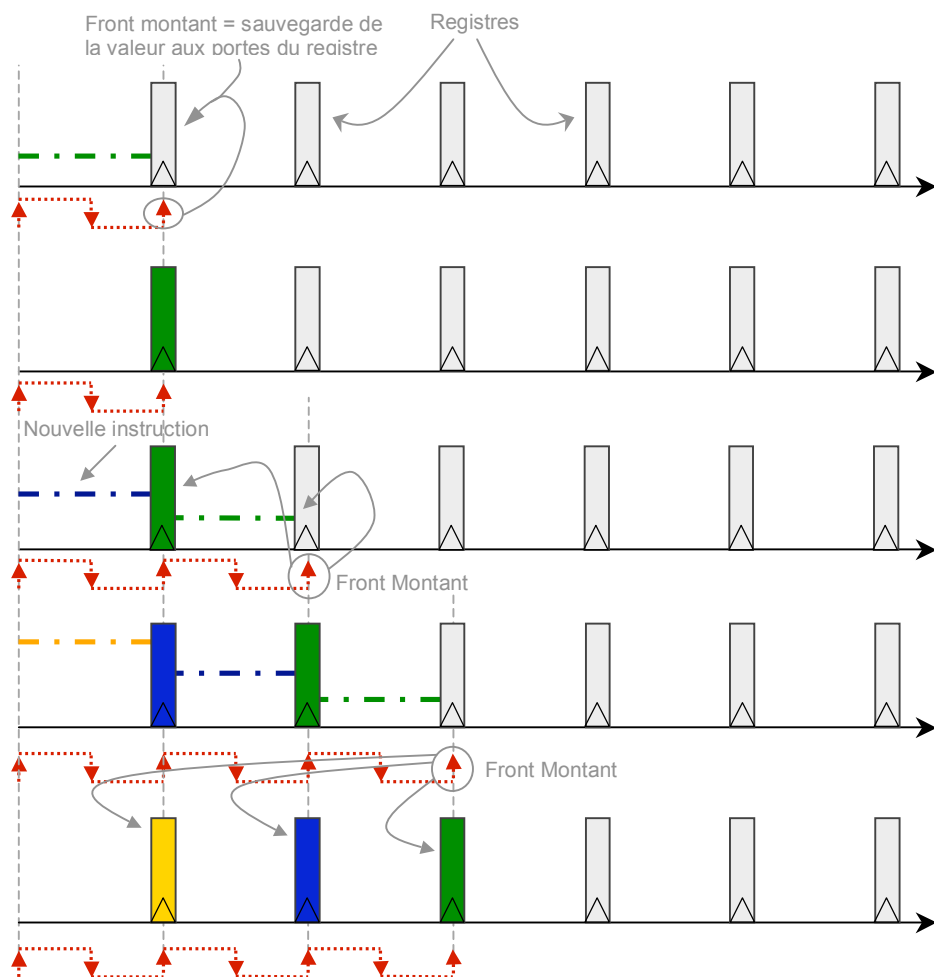 Front montant = sauvegarde de
la valeur aux portes du registre
Registres
Nouvelle instruction
Front Montant
Front Montant